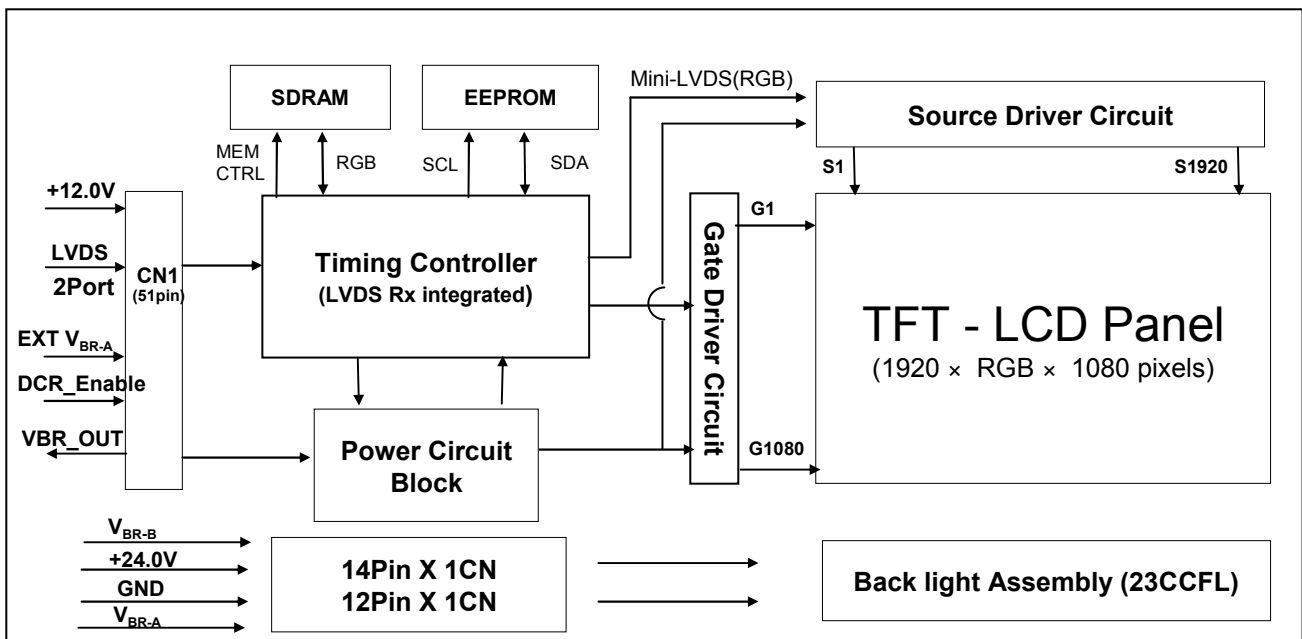 SDRAM
EEPROM
Mini-LVDS(RGB)
Source Driver Circuit
MEM
CTRL
RGB
SCL
SDA
S1
S1920
+12.0V
LVDS
2Port
EXT VBR-A
DCR_Enable
VBR_OUT
CN1
(51pin)
Timing Controller
(LVDS Rx integrated)
Power Circuit
Block
Gate Driver Circuit
G1
G1080
TFT - LCD Panel
(1920 × RGB × 1080 pixels)
VBR-B
+24.0V
GND
VBR-A
14Pin X 1CN
12Pin X 1CN
Back light Assembly (23CCFL)